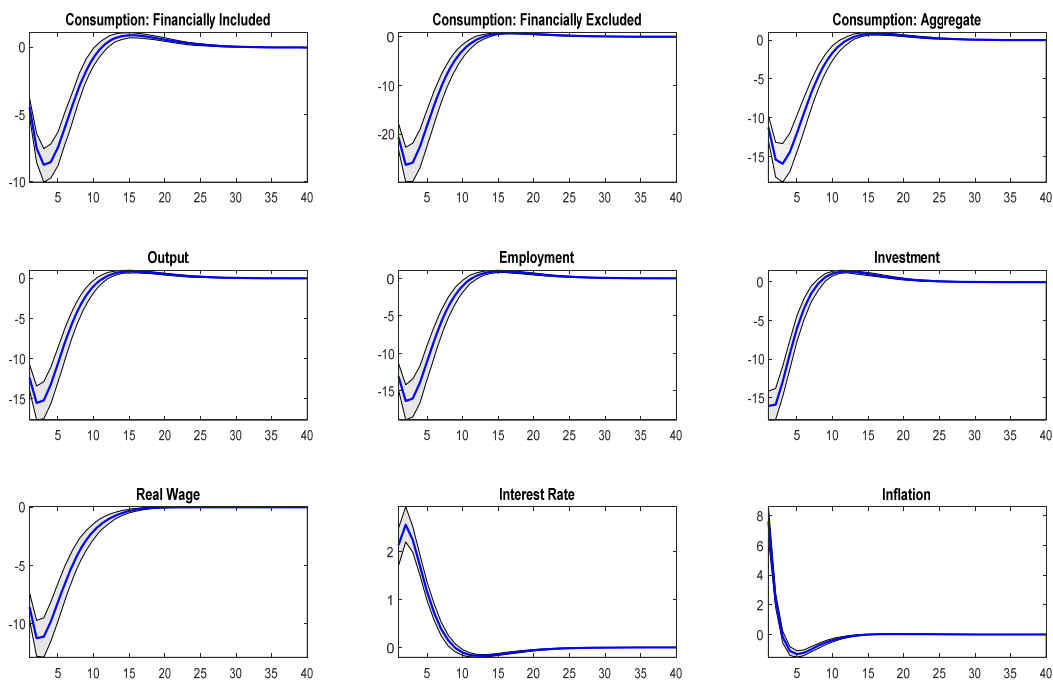 Consumption: Financially Included
Consumption: Financially Excluded
Consumption: Aggregate
0
-5
-10
5 10 15 20 25 30 35 40
0
-10
-20
5 10 15 20 25 30 35 40
0
-5
-10
-15
5 10 15 20 25 30 35 40
Output
Employment
Investment
0
-5
-10
-15
5 10 15 20 25 30 35 40
0
-5
-10
-15
5 10 15 20 25 30 35 40
0
-5
-10
-15
5 10 15 20 25 30 35 40
Real Wage
Interest Rate
Inflation
0
-5
-10
5 10 15 20 25 30 35 40
2
1
0
5 10 15 20 25 30 35 40
8
6
4
2
0
5 10 15 20 25 30 35 40